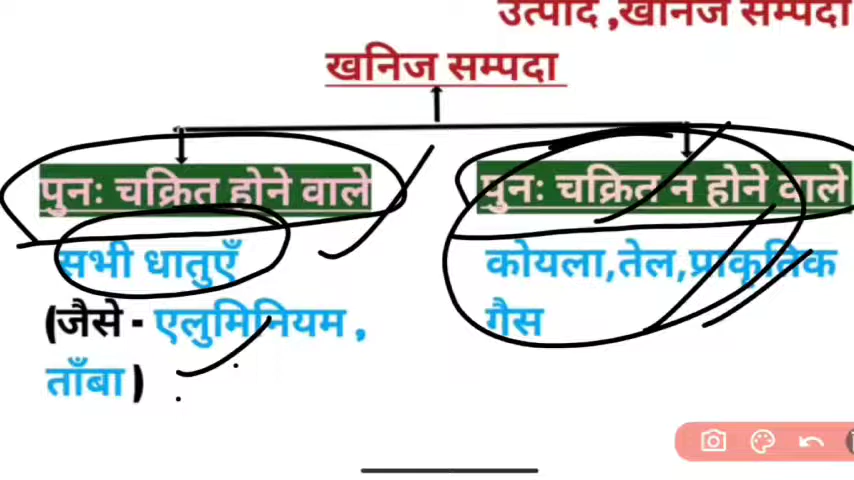 उत्पाद ,खनिज सम्पदा
खनिज सम्पदा
पुनः चक्रित होने वाले
पुनः चक्रित न होने वाले
सभी धातुएँ
(जैसे - एलुमिनियम ,
ताँबा )
कोयला,तेल,प्राकृतिक
गैस